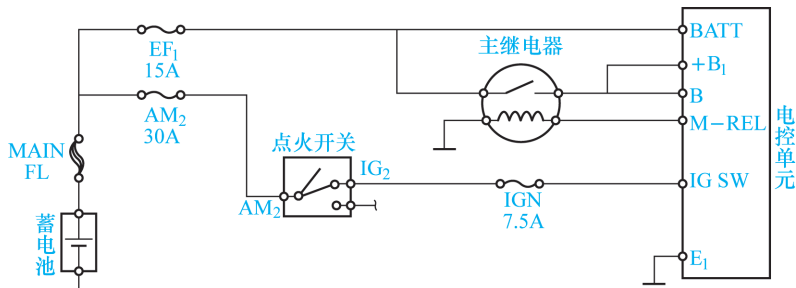 EF1
15A
AM2
30A
MAIN
FL
蓄电池
点火开关
AM2
IG2
主继电器
IGN
7.5A
BATT
+B1
B
M-REL
IG SW
E1
电控单元